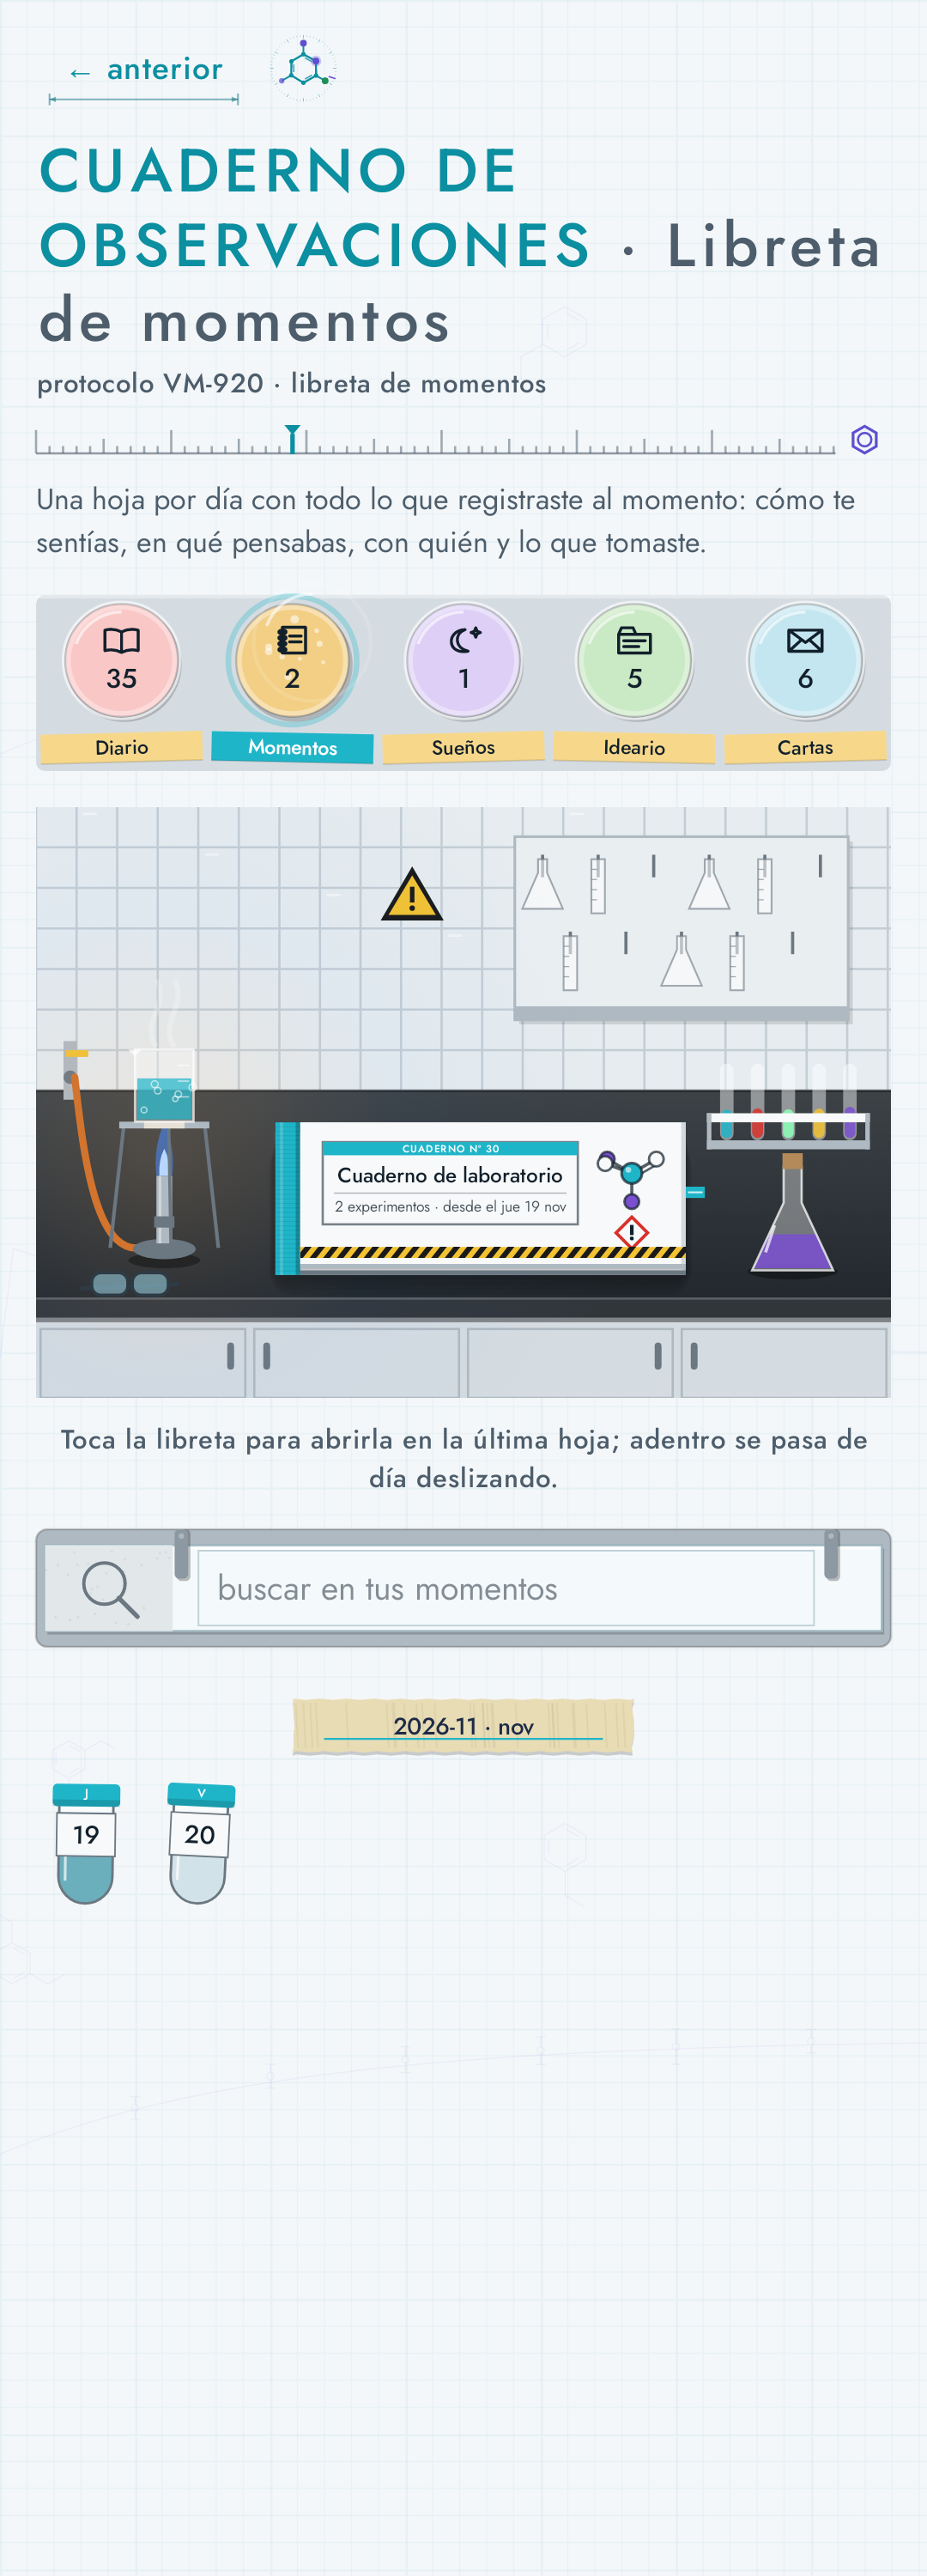 ← anterior
CUADERNO DE
OBSERVACIONES · Libreta
de momentos
protocolo VM-920 · libreta de momentos
Una hoja por día con todo lo que registraste al momento: cómo te
sentías, en qué pensabas, con quién y lo que tomaste.
35
2
1
5
6
Diario
Momentos
Sueños
Ideario
Cartas
CUADERNO Nº 30
Cuaderno de laboratorio
2 experimentos · desde el jue 19 nov
Toca la libreta para abrirla en la última hoja; adentro se pasa de
día deslizando.
buscar en tus momentos
2026-11 · nov
J
V
19
20